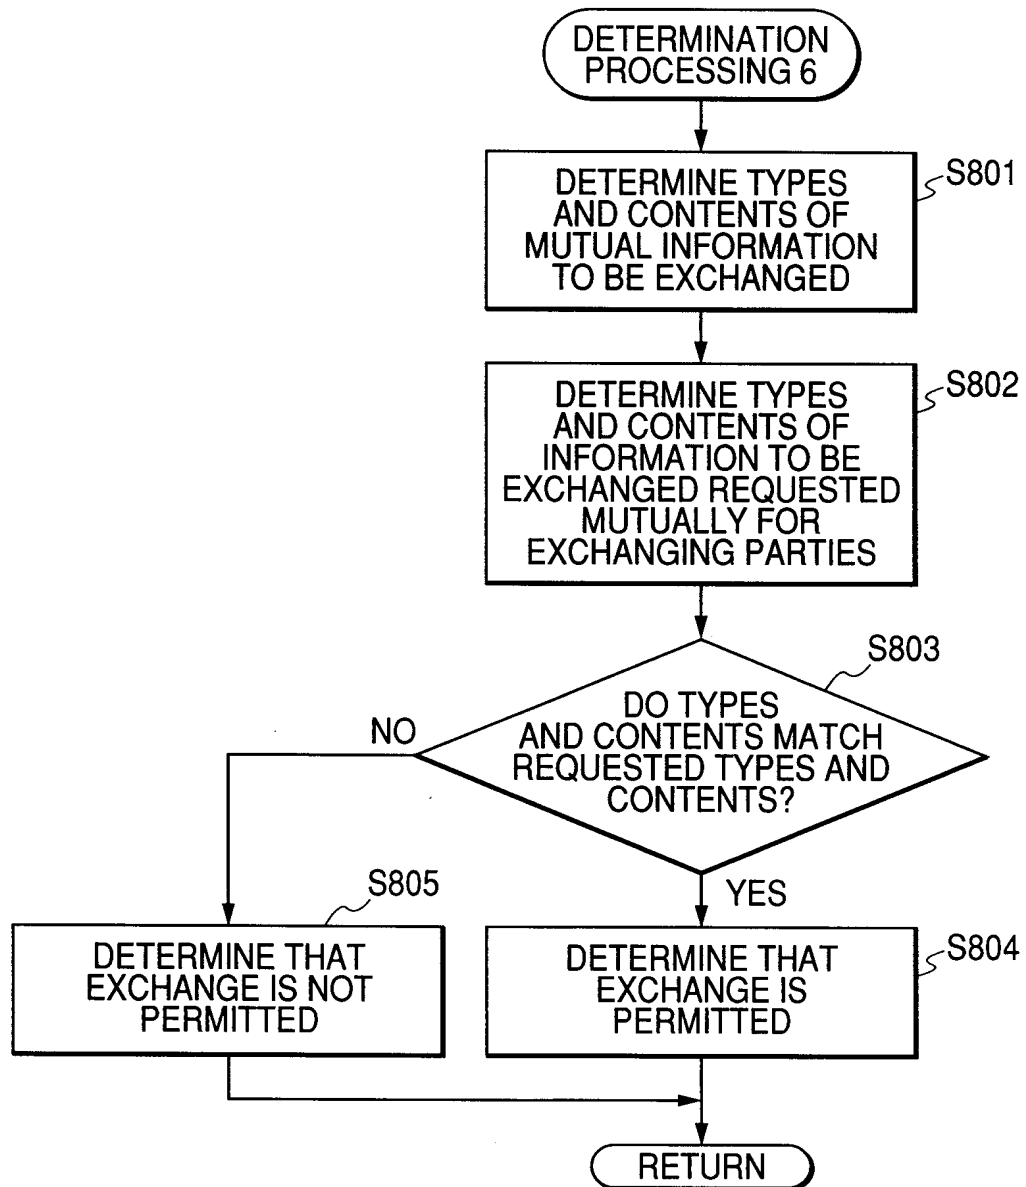 DETERMINATION
PROCESSING 6
DETERMINE TYPES
AND CONTENTS OF
MUTUAL INFORMATION
TO BE EXCHANGED
S801
DETERMINE TYPES
AND CONTENTS OF
INFORMATION TO BE
EXCHANGED REQUESTED
MUTUALLY FOR
EXCHANGING PARTIES
S802
DO TYPES
AND CONTENTS MATCH
REQUESTED TYPES AND
CONTENTS?
S803
NO
YES
S805
DETERMINE THAT
EXCHANGE IS NOT
PERMITTED
DETERMINE THAT
EXCHANGE IS
PERMITTED
S804
RETURN